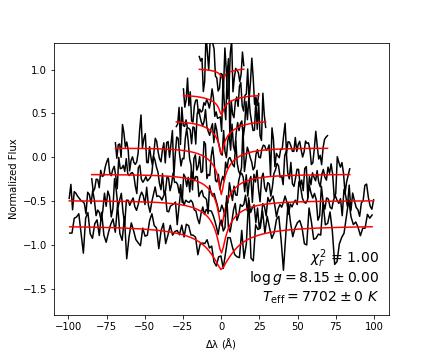 1.0
0.5
0.0
−0.5
−1.0
−1.5
Normalized Flux
χ²ᵣ = 1.00
log g = 8.15 ± 0.00
T_eff = 7702 ± 0 K
−100 −75 −50 −25 0 25 50 75 100
Δλ (Å)